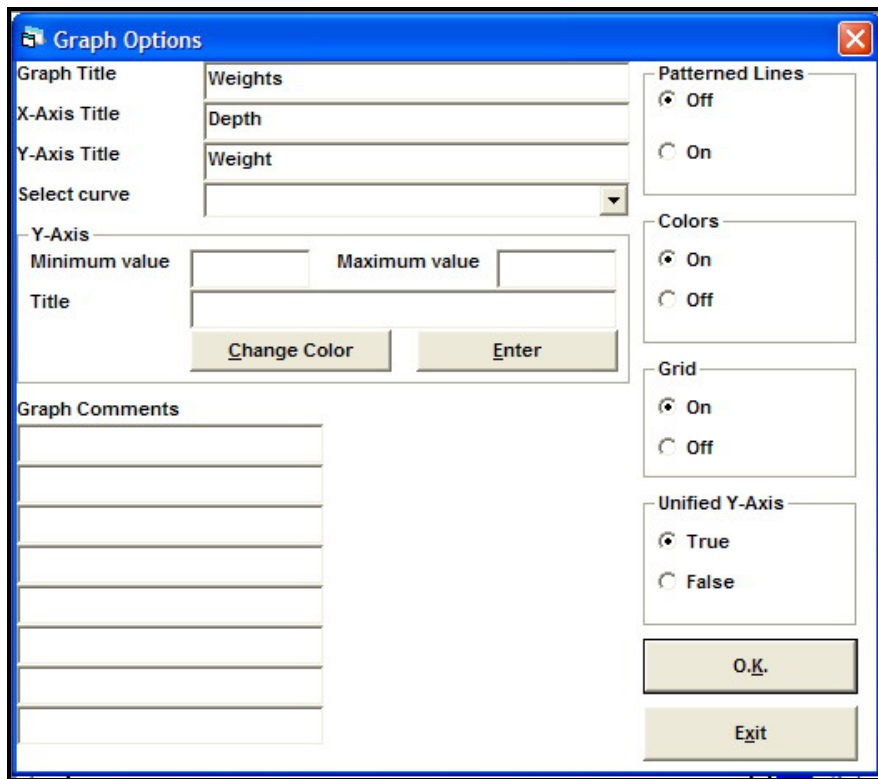 Graph Options
Graph Title
Weights
X-Axis Title
Depth
Y-Axis Title
Weight
Select curve
Y-Axis
Minimum value
Maximum value
Title
Change Color
Enter
Graph Comments
Patterned Lines
Off
On
Colors
On
Off
Grid
On
Off
Unified Y-Axis
True
False
O.K.
Exit